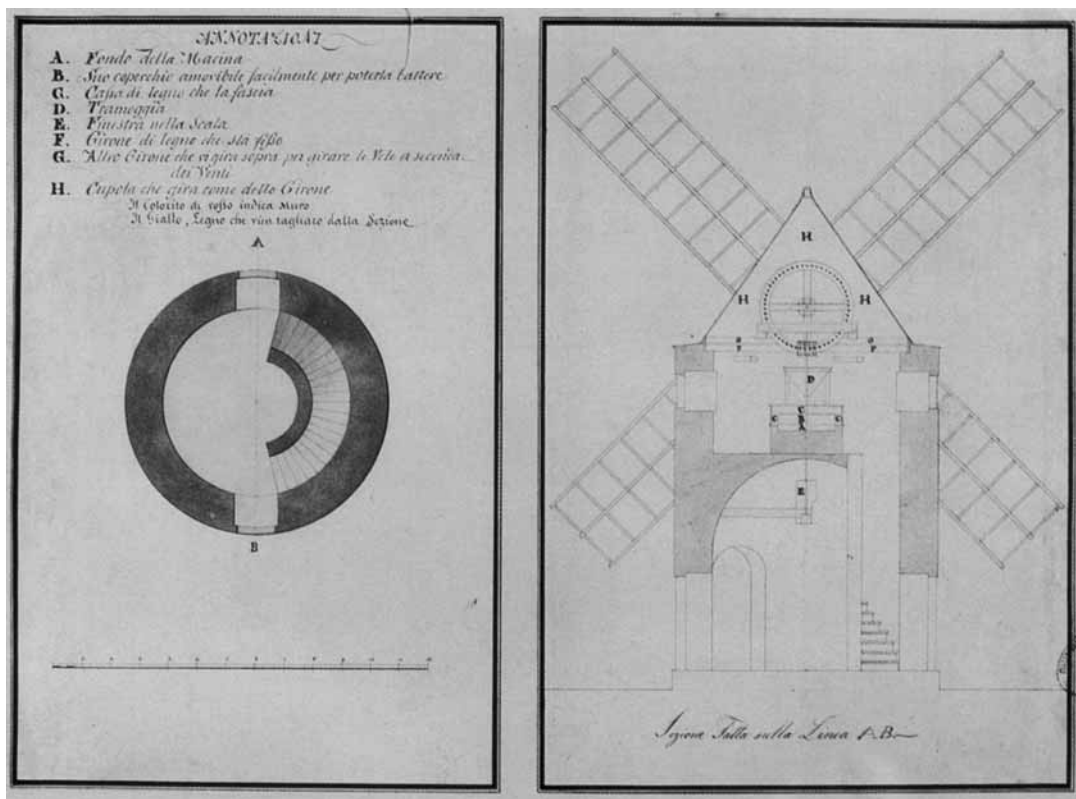 ANNOTAZIONI
A. Fondo della Macina
B. Suo coperchio amovibile facilmente per poterla battere
C. Cassa di legno che la fascia
D. Trameggia
E. Finestra nella Scala
F. Girone di legno che stà fisso
G. Altro Girone che vi gira sopra per girare le Vele a seconda
dei Venti
H. Cupola che gira come detto Girone
Il Colorito di rosso indica Muro
Il Giallo, Legno che vien tagliato dalla Sezione
A
B
H
H H
G G
F F
D
C
C B C
A
E
Sezione Fatta sulla Linea A.B.